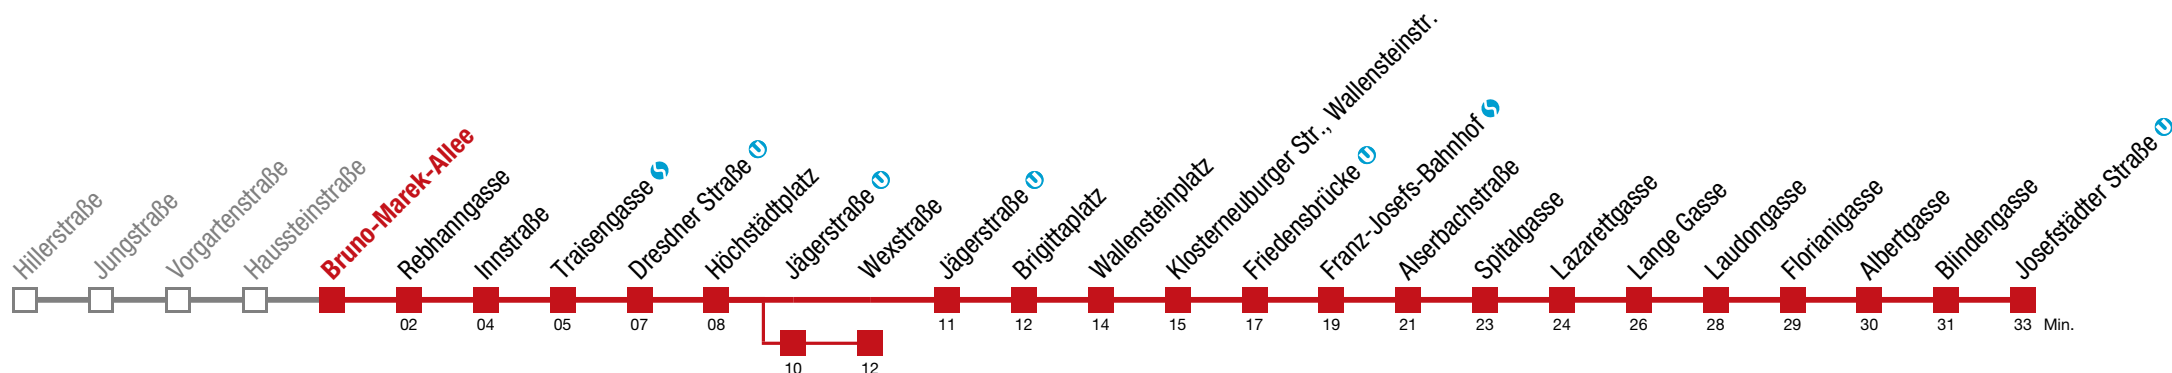 Hillerstraße
Jungstraße
Vorgartenstraße
Haussteinstraße
Bruno-Marek-Allee
Rebhanngasse
Innstraße
Traisengasse
Dresdner Straße
Höchstädtplatz
Jägerstraße
Wexstraße
Jägerstraße
Brigittaplatz
Wallensteinplatz
Klosterneuburger Str., Wallensteinstr.
Friedensbrücke
Franz-Josefs-Bahnhof
Alserbachstraße
Spitalgasse
Lazarettgasse
Lange Gasse
Laudongasse
Florianigasse
Albertgasse
Blindengasse
Josefstädter Straße
02 04 05 07 08 11 12 14 15 17 19 21 23 24 26 28 29 30 31 33 Min.
10 12